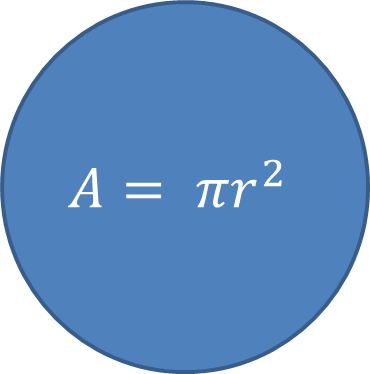 A = πr²